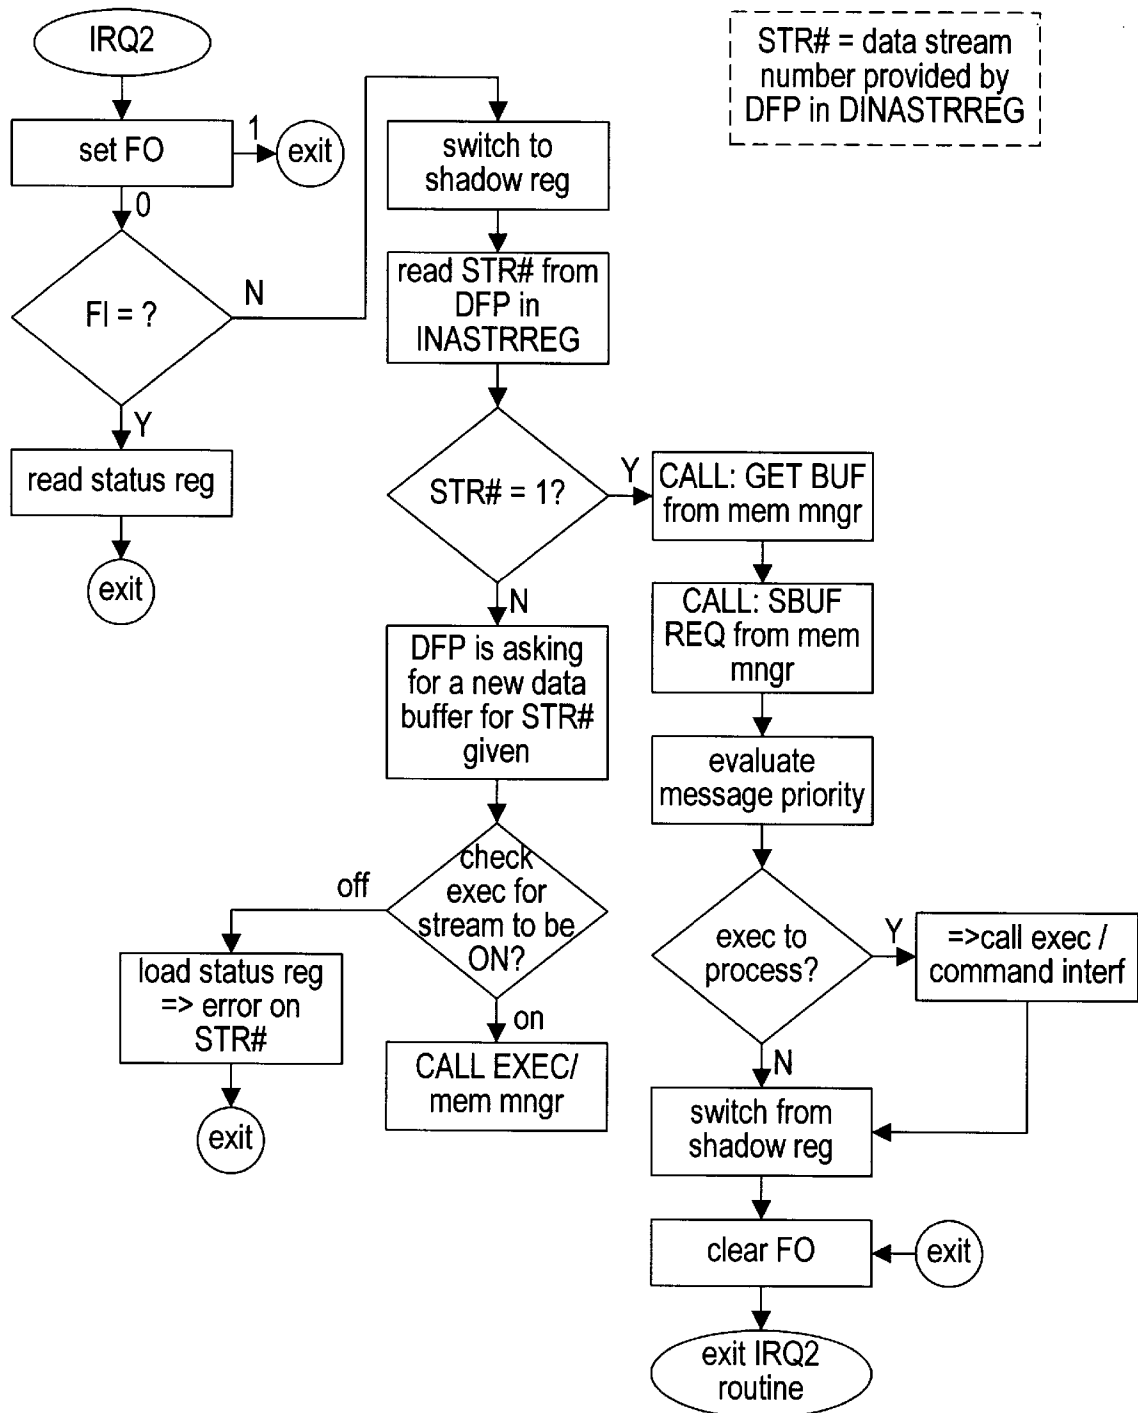 IRQ2
set FO
1
exit
0
FI = ?
N
Y
read status reg
exit
STR# = data stream
number provided by
DFP in DINASTRREG
switch to
shadow reg
read STR# from
DFP in
INASTRREG
STR# = 1?
Y
N
CALL: GET BUF
from mem mngr
CALL: SBUF
REQ from mem
mngr
evaluate
message priority
exec to
process?
Y
=>call exec /
command interf
N
DFP is asking
for a new data
buffer for STR#
given
check
exec for
stream to be
ON?
off
load status reg
=> error on
STR#
exit
on
CALL EXEC/
mem mngr
switch from
shadow reg
clear FO
exit
exit IRQ2
routine